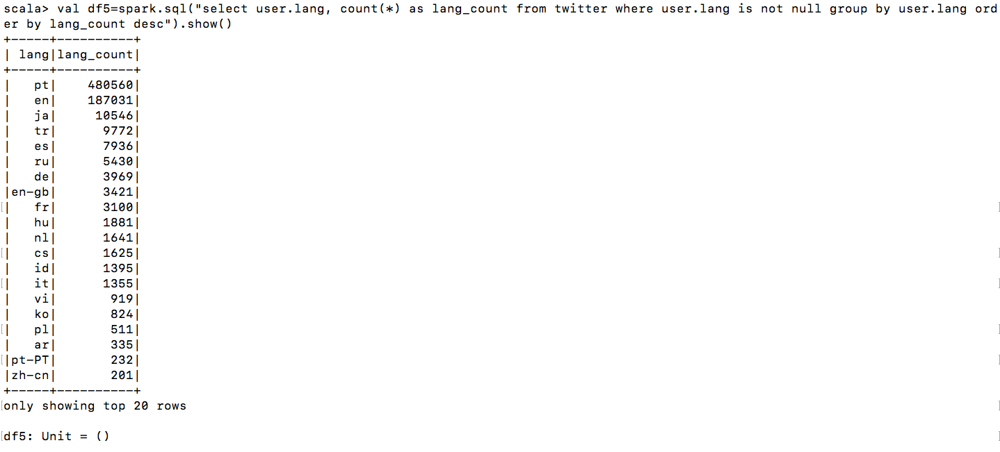 scala> val df5=spark.sql("select user.lang, count(*) as lang_count from twitter where user.lang is not null group by user.lang ord
er by lang_count desc").show()
+-----+----------+
| lang|lang_count|
+-----+----------+
|   pt|    480560|
|   en|    187031|
|   ja|     10546|
|   tr|      9772|
|   es|      7936|
|   ru|      5430|
|   de|      3969|
|en-gb|      3421|
[|   fr|      3100| ]
|   hu|      1881|
|   nl|      1641|
[|   cs|      1625| ]
|   id|      1395|
[|   it|      1355| ]
|   vi|       919|
|   ko|       824|
[|   pl|       511| ]
|   ar|       335|
[|pt-PT|       232| ]
|zh-cn|       201|
+-----+----------+
[only showing top 20 rows ]
[df5: Unit = () ]